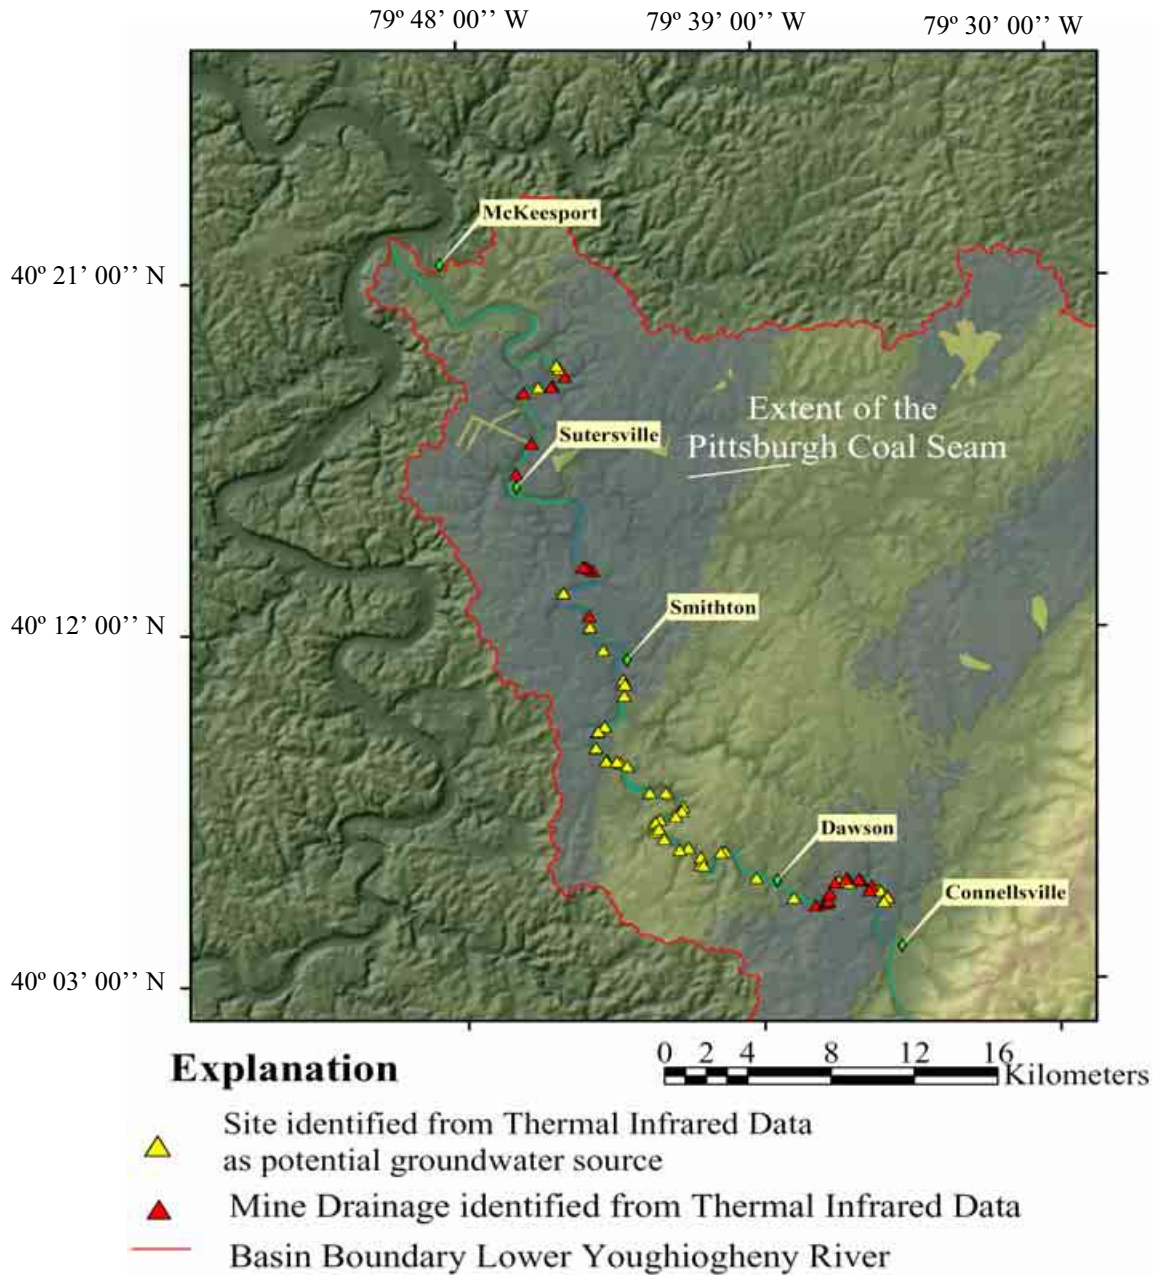 79º 48’ 00’’ W
79º 39’ 00’’ W
79º 30’ 00’’ W
McKeesport
40º 21’ 00’’ N
Extent of the
Pittsburgh Coal Seam
Sutersville
Smithton
40º 12’ 00’’ N
Dawson
Connellsville
40º 03’ 00’’ N
Explanation
0 2 4 8 12 16
Kilometers
Site identified from Thermal Infrared Data
as potential groundwater source
Mine Drainage identified from Thermal Infrared Data
Basin Boundary Lower Youghiogheny River